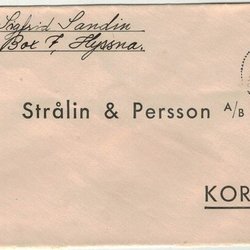 Sigfrid Sandin
Box 7, Hyssna.
Strålin & Persson A/B
KOR